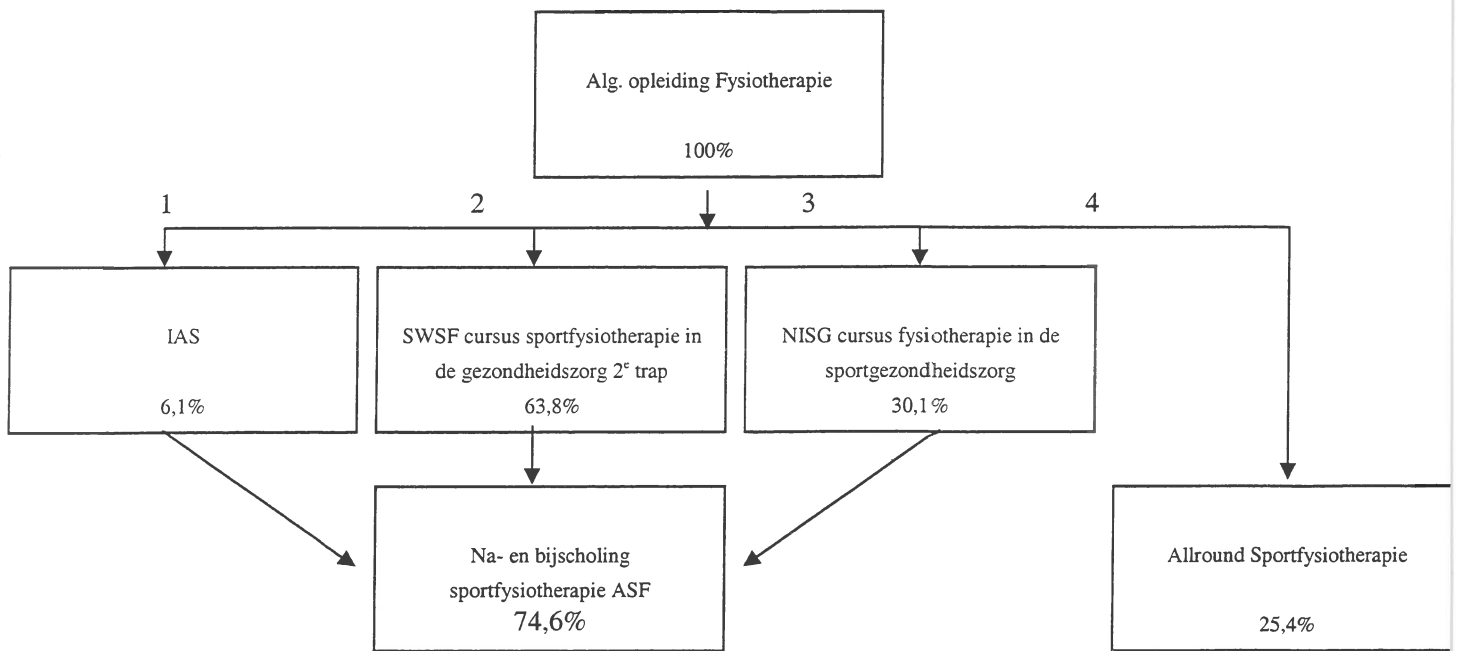 Alg. opleiding Fysiotherapie
100%
1
2
3
4
IAS
6,1%
SWSF cursus sportfysiotherapie in
de gezondheidszorg 2e trap
63,8%
NISG cursus fysiotherapie in de
sportgezondheidszorg
30,1%
Na- en bijscholing
sportfysiotherapie ASF
74,6%
Allround Sportfysiotherapie
25,4%